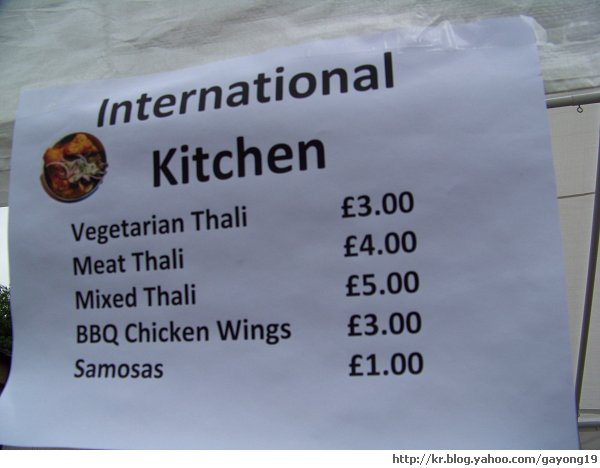 International
Kitchen
Vegetarian Thali £3.00
Meat Thali £4.00
Mixed Thali £5.00
BBQ Chicken Wings £3.00
Samosas £1.00
http://kr.blog.yahoo.com/gayong19